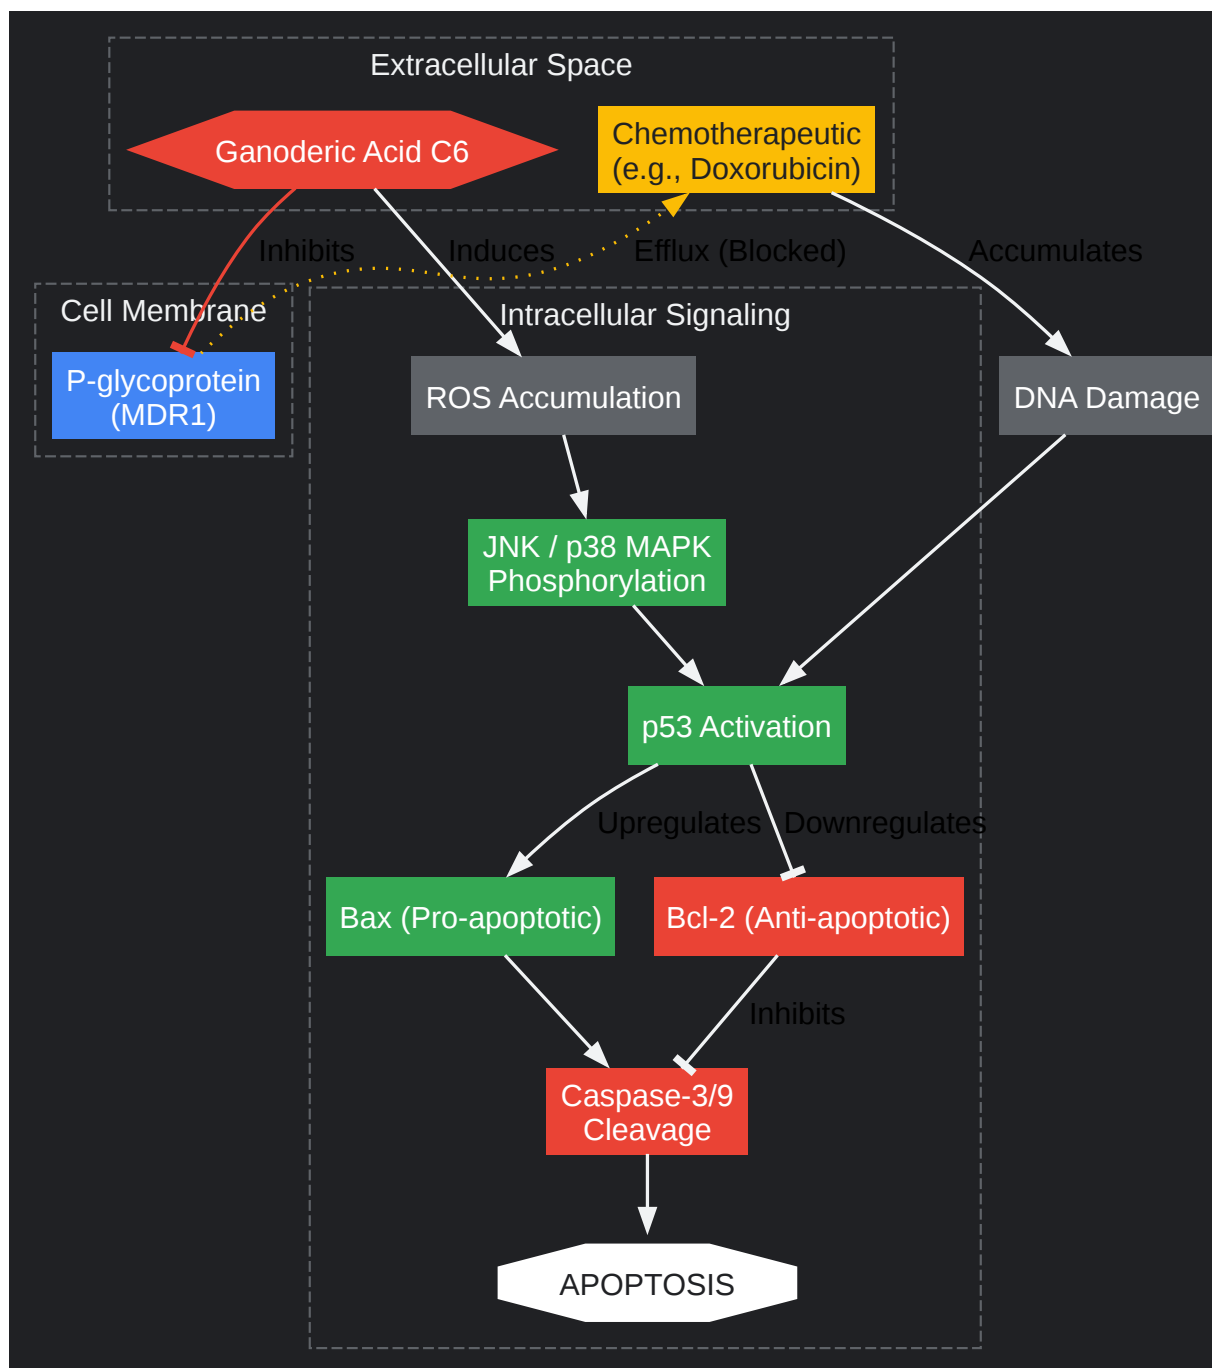 Extracellular Space
Ganoderic Acid C6
Chemotherapeutic
(e.g., Doxorubicin)
Inhibits
Induces
Efflux (Blocked)
Accumulates
Cell Membrane
Intracellular Signaling
P-glycoprotein
(MDR1)
ROS Accumulation
DNA Damage
JNK / p38 MAPK
Phosphorylation
p53 Activation
Upregulates
Downregulates
Bax (Pro-apoptotic)
Bcl-2 (Anti-apoptotic)
Inhibits
Caspase-3/9
Cleavage
APOPTOSIS